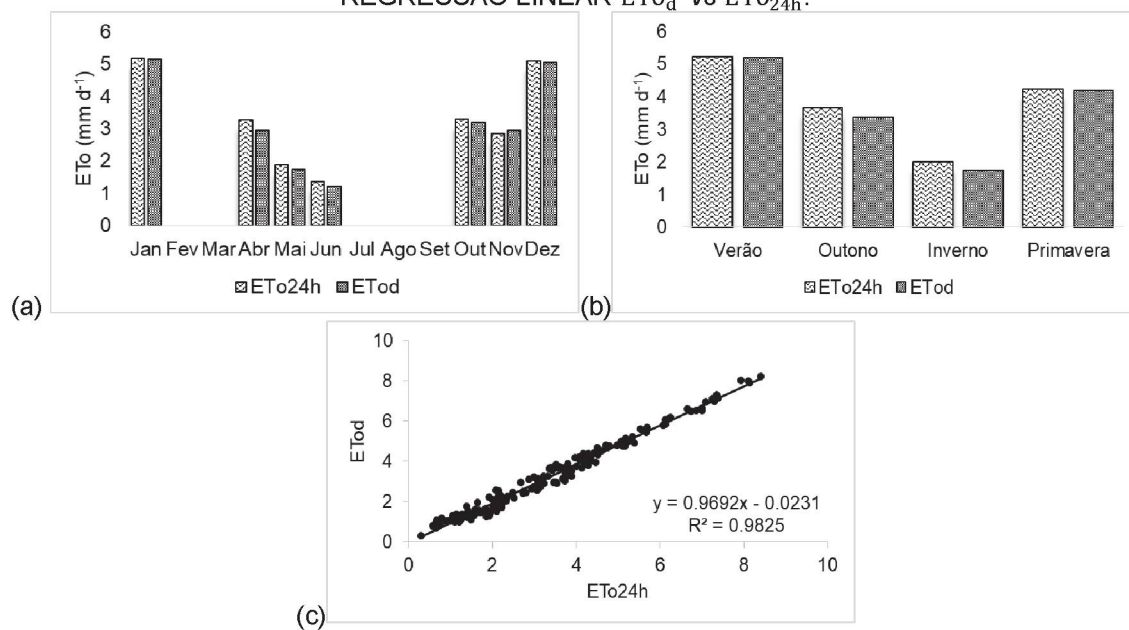 REGRESSÃO LINEAR ETo_d vs ETo_24h.
6
5
4
3
2
1
0
ETo (mm d⁻¹)
Jan Fev Mar Abr Mai Jun Jul Ago Set Out Nov Dez
ETo24h ETod
(a)
6
5
4
3
2
1
0
ETo (mm d⁻¹)
Verão Outono Inverno Primavera
ETo24h ETod
(b)
10
8
6
4
2
0
ETod
y = 0.9692x - 0.0231
R² = 0.9825
0 2 4 6 8 10
ETo24h
(c)